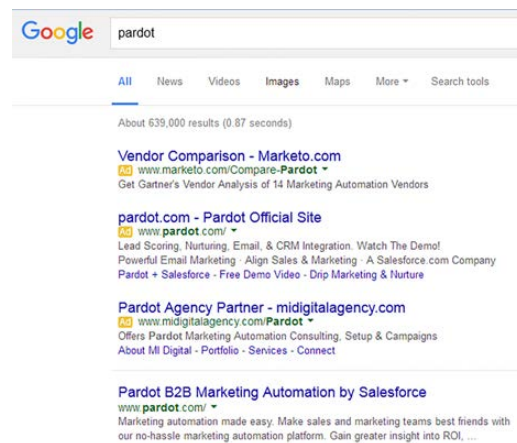 Google pardot
All News Videos Images Maps More Search tools
About 639,000 results (0.87 seconds)
Vendor Comparison - Marketo.com
Ad www.marketo.com/Compare-Pardot
Get Gartner's Vendor Analysis of 14 Marketing Automation Vendors
pardot.com - Pardot Official Site
Ad www.pardot.com/
Lead Scoring, Nurturing, Email, & CRM Integration. Watch The Demo!
Powerful Email Marketing · Align Sales & Marketing · A Salesforce.com Company
Pardot + Salesforce - Free Demo Video - Drip Marketing & Nurture
Pardot Agency Partner - midigitalagency.com
Ad www.midigitalagency.com/Pardot
Offers Pardot Marketing Automation Consulting, Setup & Campaigns
About MI Digital - Portfolio - Services - Connect
Pardot B2B Marketing Automation by Salesforce
www.pardot.com/
Marketing automation made easy. Make sales and marketing teams best friends with
our no-hassle marketing automation platform. Gain greater insight into ROI, ...